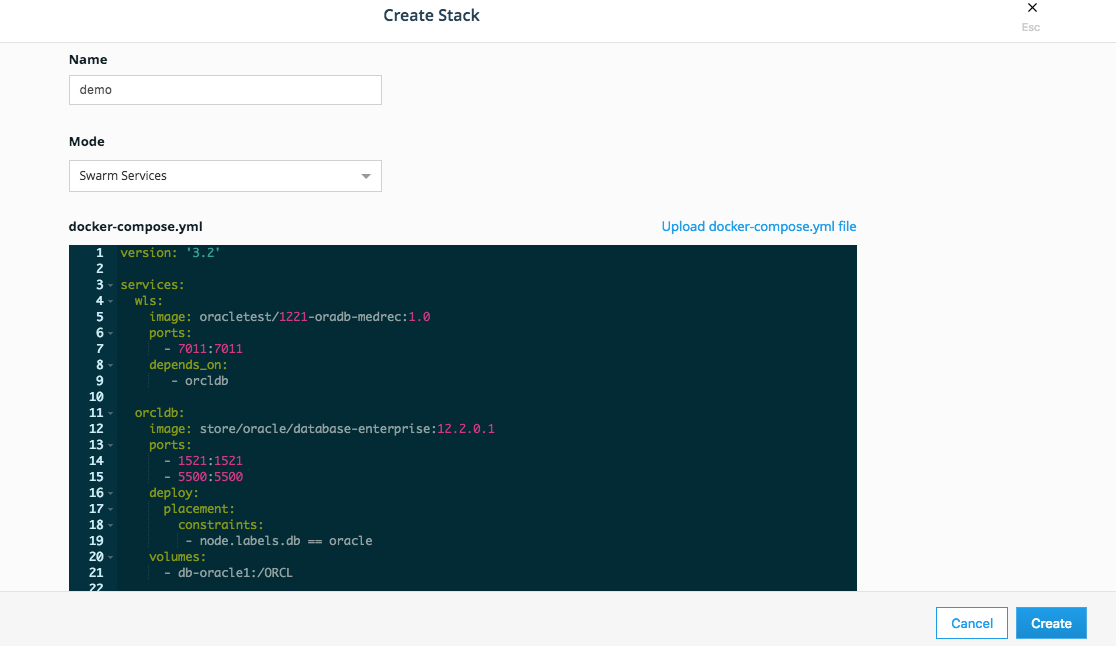 Create Stack
Esc
Name
demo
Mode
Swarm Services
docker-compose.yml Upload docker-compose.yml file
1 version: '3.2'
2
3 services:
4   wls:
5     image: oracletest/1221-oradb-medrec:1.0
6     ports:
7       - 7011:7011
8     depends_on:
9        - orcldb
10
11   orcldb:
12     image: store/oracle/database-enterprise:12.2.0.1
13     ports:
14       - 1521:1521
15       - 5500:5500
16     deploy:
17       placement:
18         constraints:
19          - node.labels.db == oracle
20     volumes:
21       - db-oracle1:/ORCL
22
Cancel Create